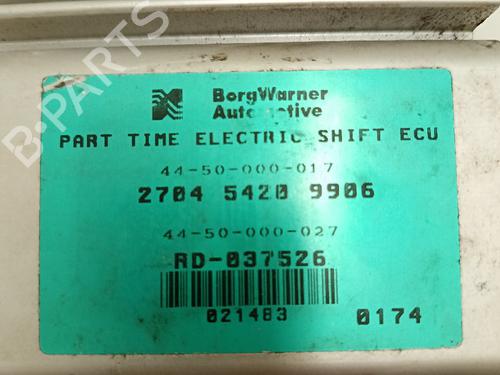 BorgWarner
Automotive
PART TIME ELECTRIC SHIFT ECU
44-50-000-017
2704 5420 9906
44-50-000-027
RD-037526
021483
0174
B-PARTS